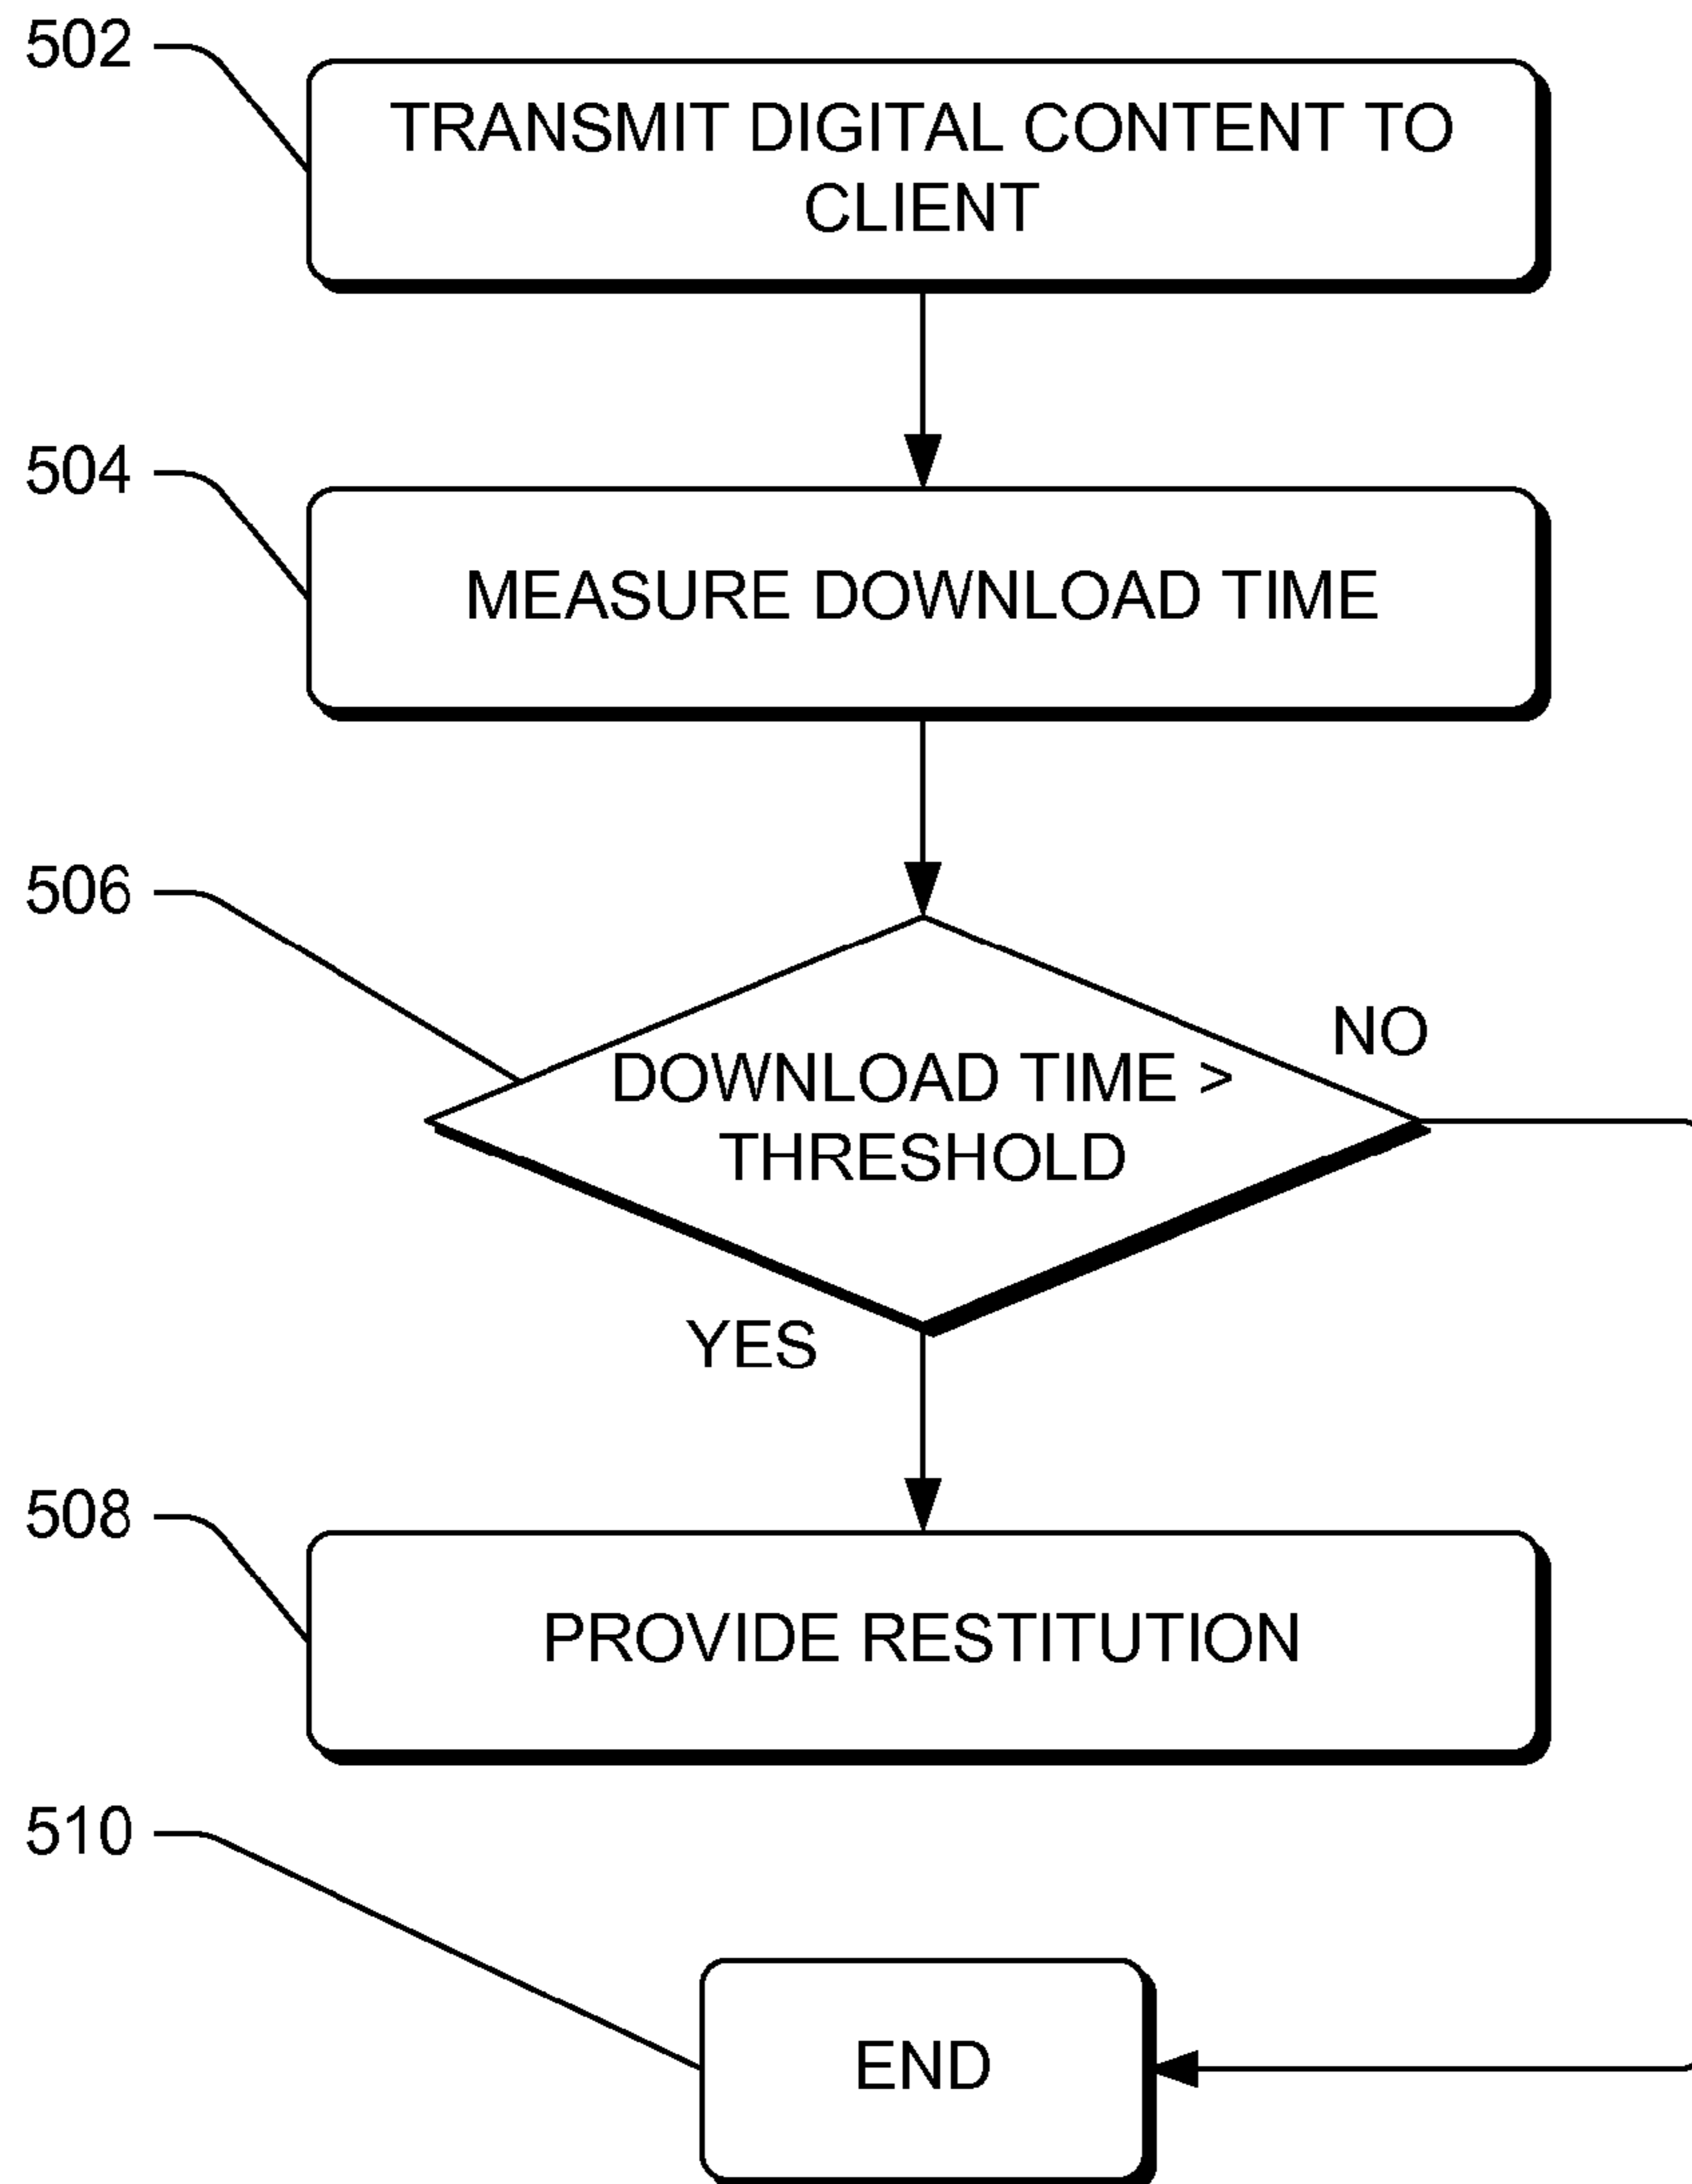 502
TRANSMIT DIGITAL CONTENT TO
CLIENT
504
MEASURE DOWNLOAD TIME
506
DOWNLOAD TIME >
THRESHOLD
NO
YES
508
PROVIDE RESTITUTION
510
END